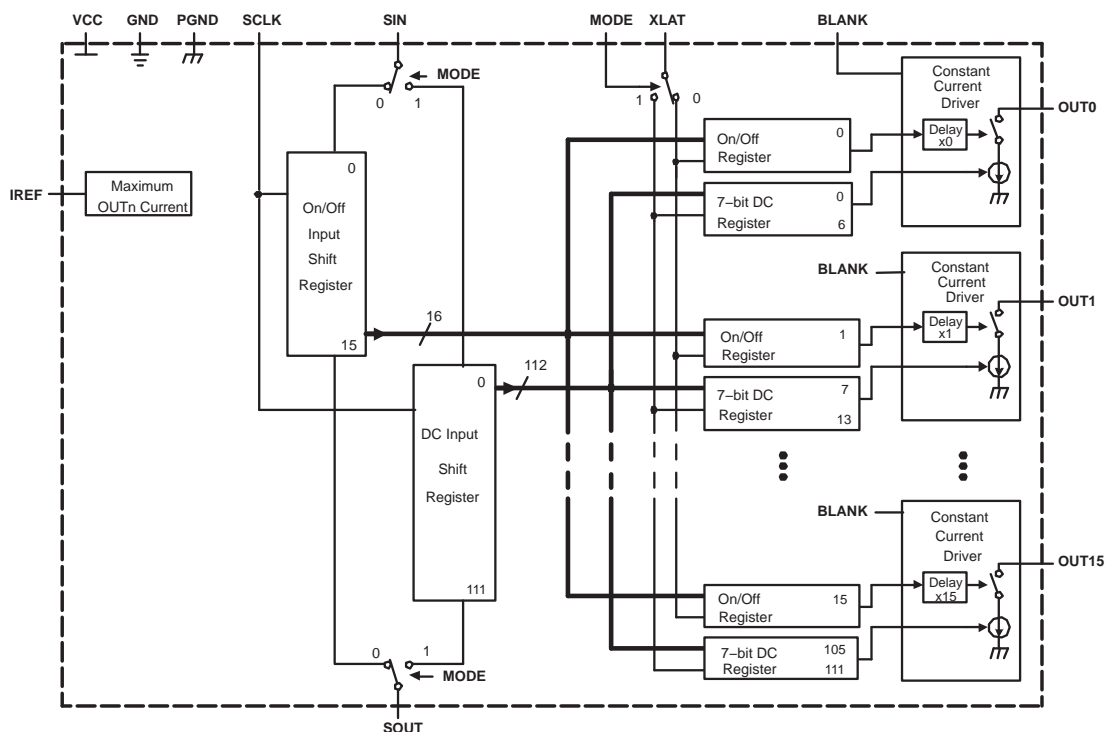 VCC GND PGND SCLK SIN MODE XLAT BLANK
MODE
0 1
1 0
Constant
Current
Driver
OUT0
Delay
x0
On/Off
Register
0
7–bit DC
Register
0
6
IREF
Maximum
OUTn Current
0
On/Off
Input
Shift
Register
15
16
BLANK
Constant
Current
Driver
OUT1
Delay
x1
On/Off
Register
1
7–bit DC
Register
7
13
112
0
DC Input
Shift
Register
111
BLANK
Constant
Current
Driver
OUT15
Delay
x15
On/Off
Register
15
7–bit DC
Register
105
111
0 1
MODE
SOUT